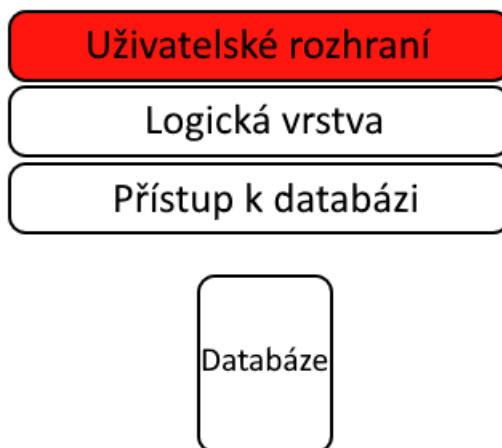 Uživatelské rozhraní
Logická vrstva
Přístup k databázi
Databáze